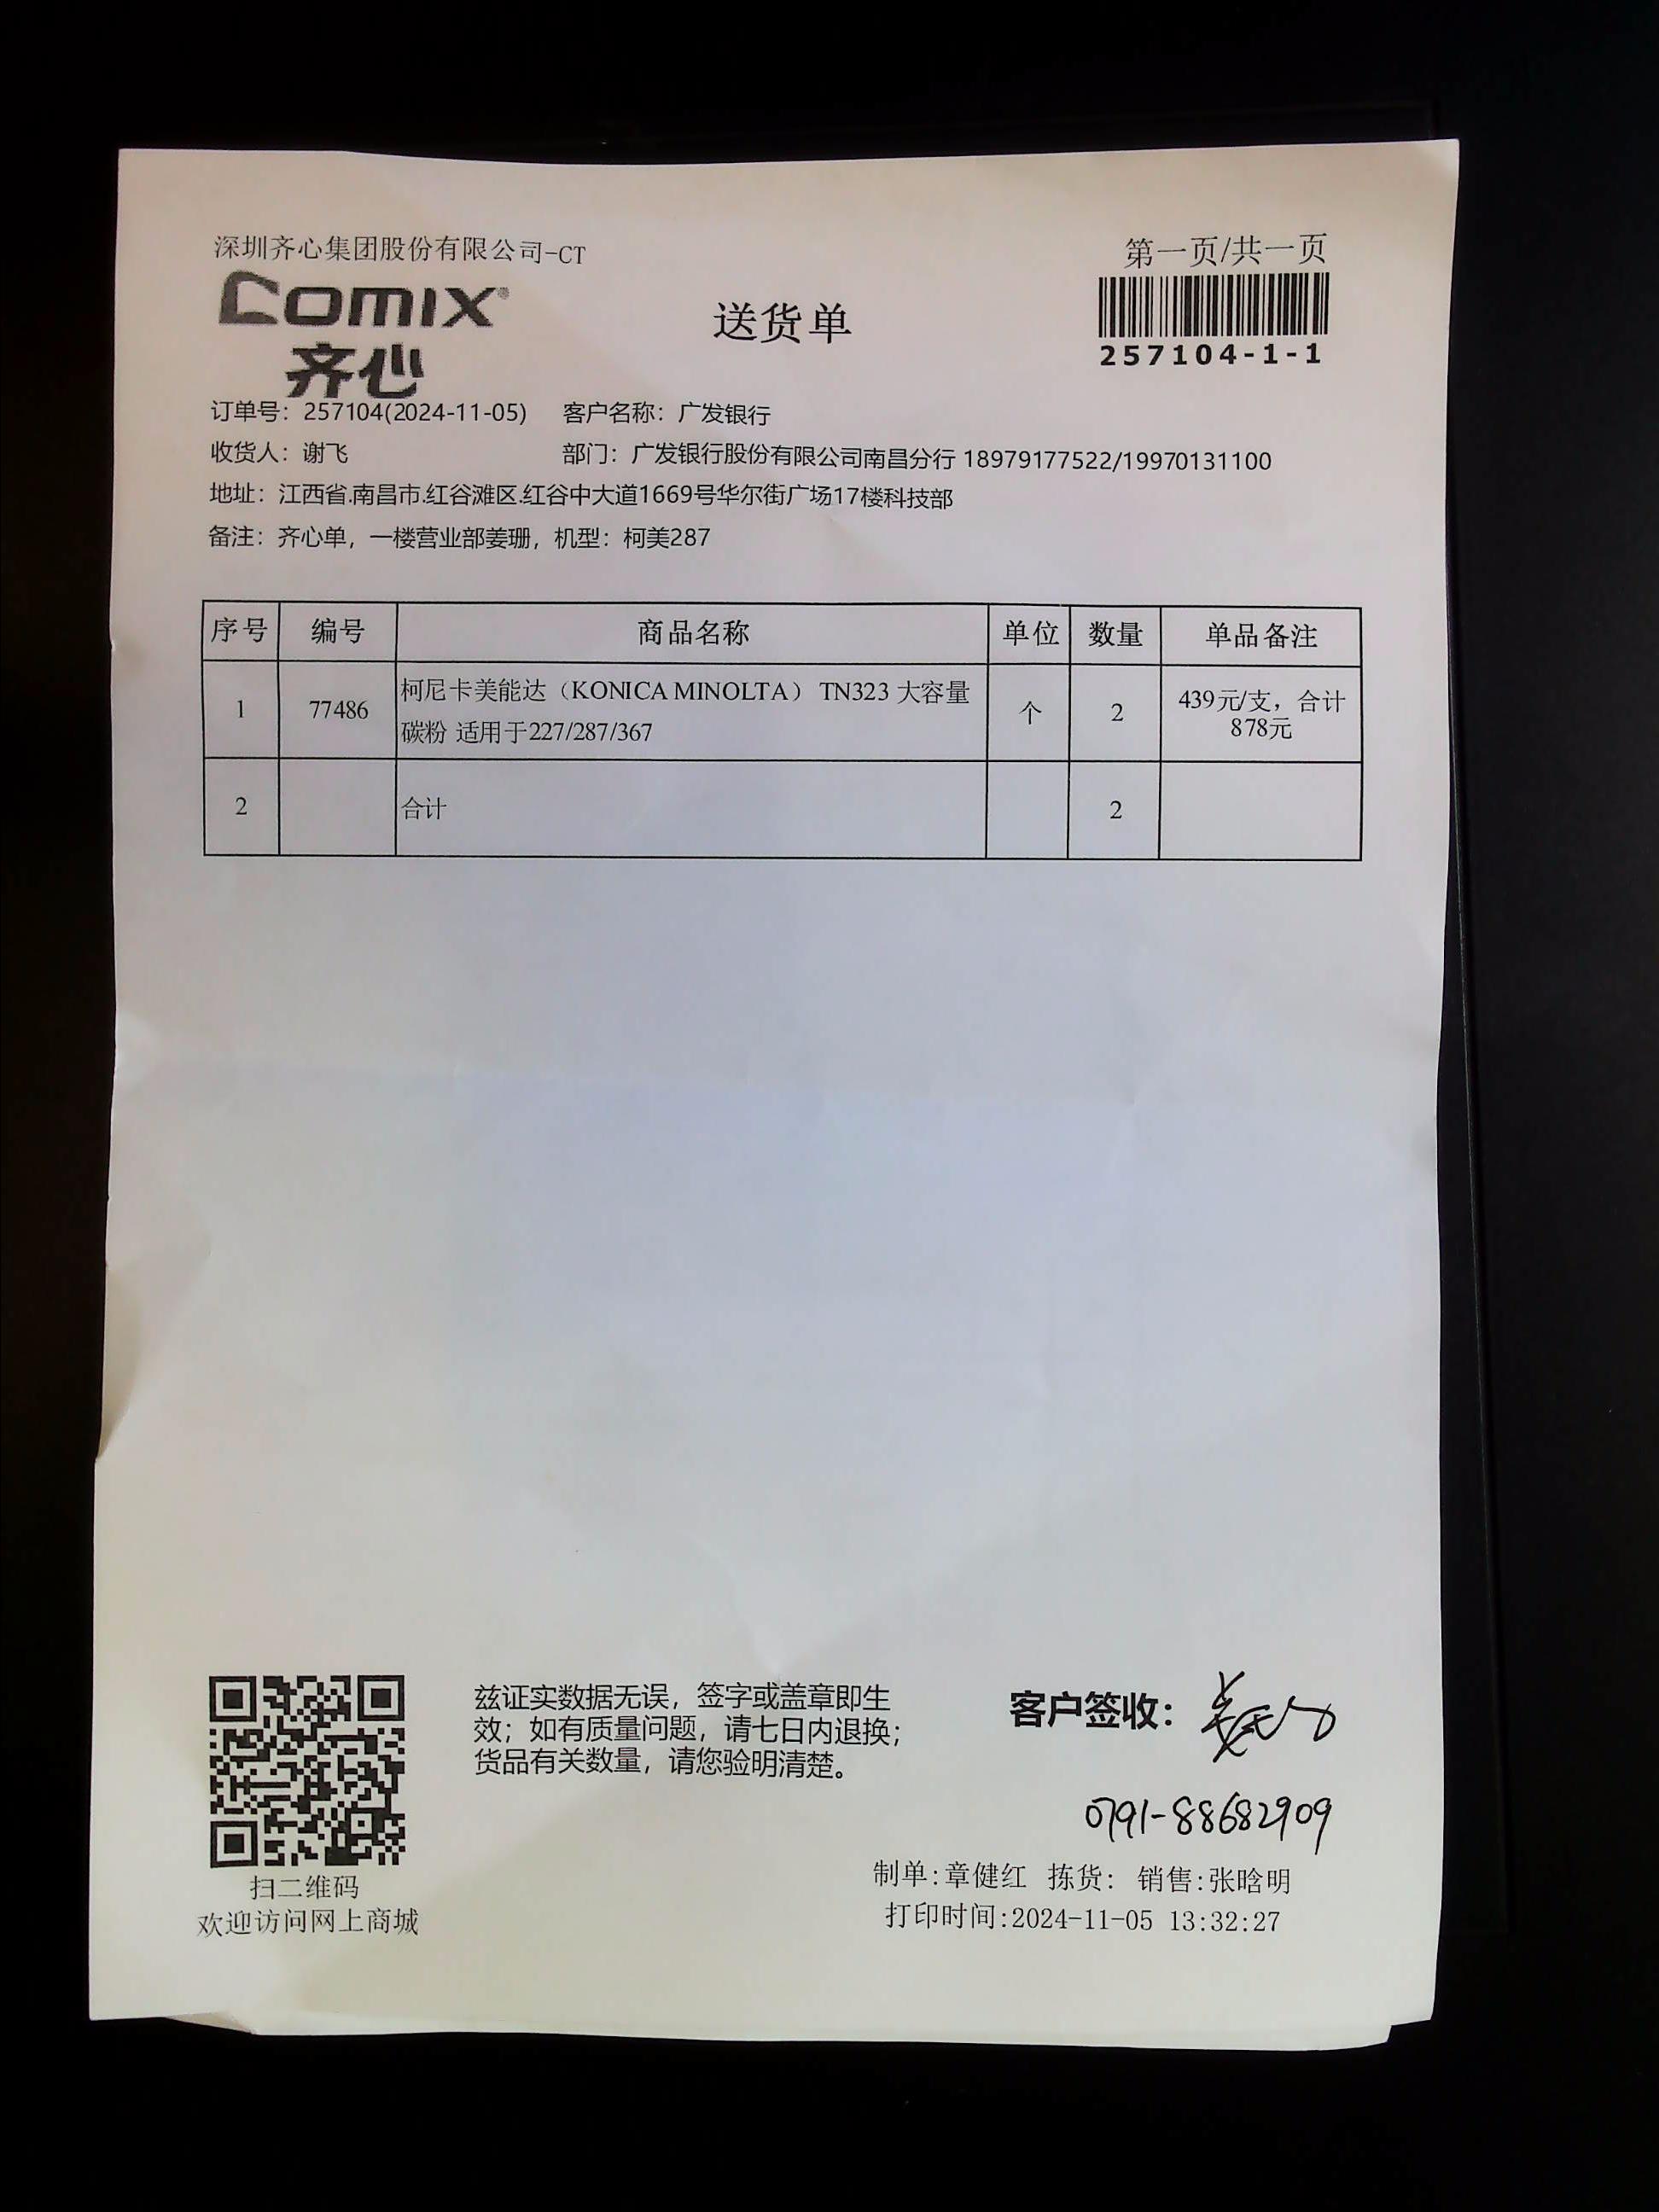 深圳齐心集团股份有限公司-CT
第一页/共一页
comix®
齐心
送货单
257104-1-1
订单号：257104(2024-11-05) 客户名称：广发银行
收货人：谢飞 部门：广发银行股份有限公司南昌分行 18979177522/19970131100
地址：江西省.南昌市.红谷滩区.红谷中大道1669号华尔街广场17楼科技部
备注：齐心单，一楼营业部姜珊，机型：柯美287
序号 编号 商品名称 单位 数量 单品备注
1 77486 柯尼卡美能达（KONICA MINOLTA） TN323 大容量 个 2 439元/支，合计
碳粉 适用于227/287/367 878元
2 合计 2
兹证实数据无误，签字或盖章即生
效；如有质量问题，请七日内退换；
货品有关数量，请您验明清楚。
客户签收：
0791-88682909
扫二维码
欢迎访问网上商城
制单:章健红 拣货: 销售:张晗明
打印时间:2024-11-05 13:32:27